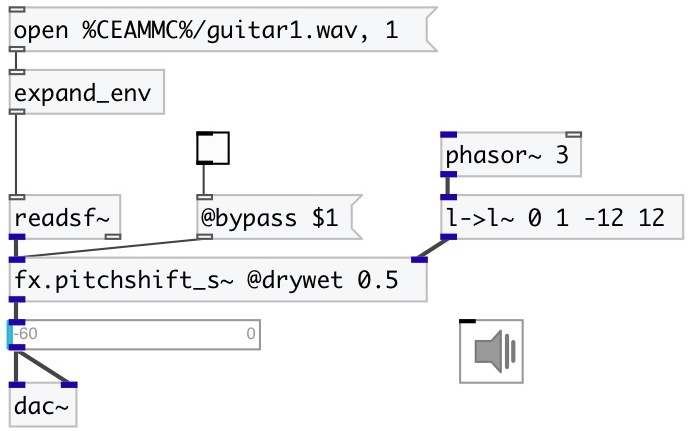 open %CEAMMC%/guitar1.wav, 1
expand_env
phasor~ 3
readsf~
@bypass $1
l->l~ 0 1 -12 12
fx.pitchshift_s~ @drywet 0.5
-60 0
dac~